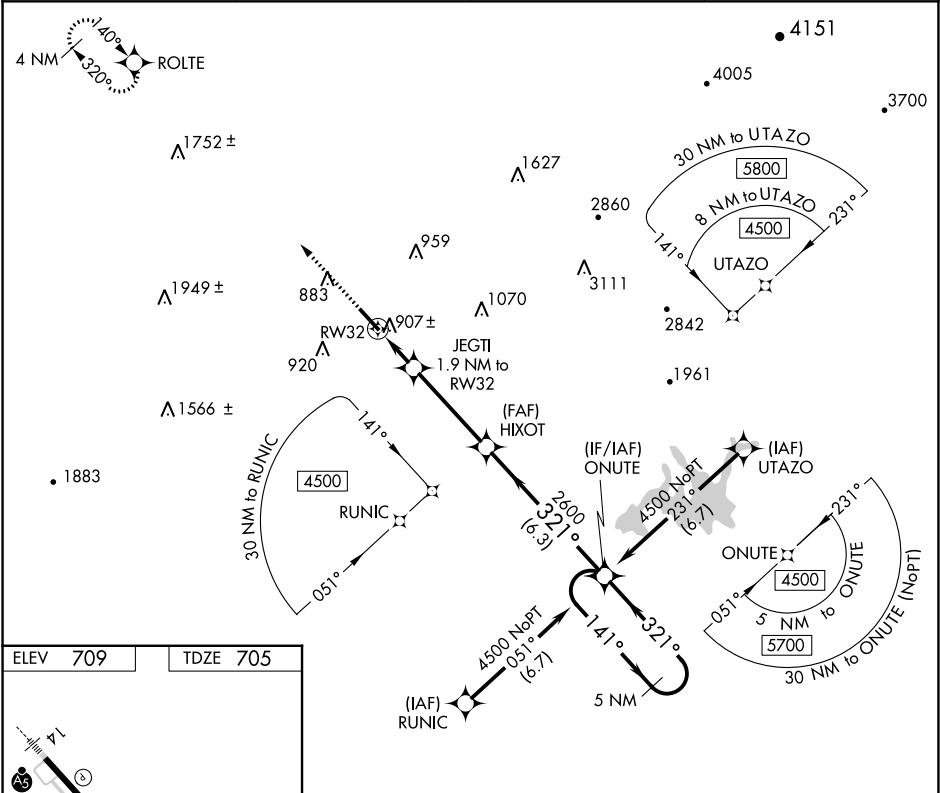 4151
4 NM
140°
320°
ROLTE
4005
3700
1752 ±
1627
30 NM to UTAZO
5800
8 NM to UTAZO
4500
231°
141°
UTAZO
2860
959
3111
1949 ±
883
1070
2842
RW32
907 ±
920
JEGTI
1.9 NM to
RW32
1961
1566 ±
(FAF)
HIXOT
141°
30 NM to RUNIC
4500
RUNIC
051°
1883
(IF/IAF)
ONUTE
(IAF)
UTAZO
4500 NoPT
231°
(6.7)
2600
321°
(6.3)
231°
ONUTE
4500
051°
5 NM to ONUTE
5700
30 NM to ONUTE (NoPT)
4500 NoPT
051°
(6.7)
141°
321°
5 NM
(IAF)
RUNIC
ELEV 709
TDZE 705
14
A5
P